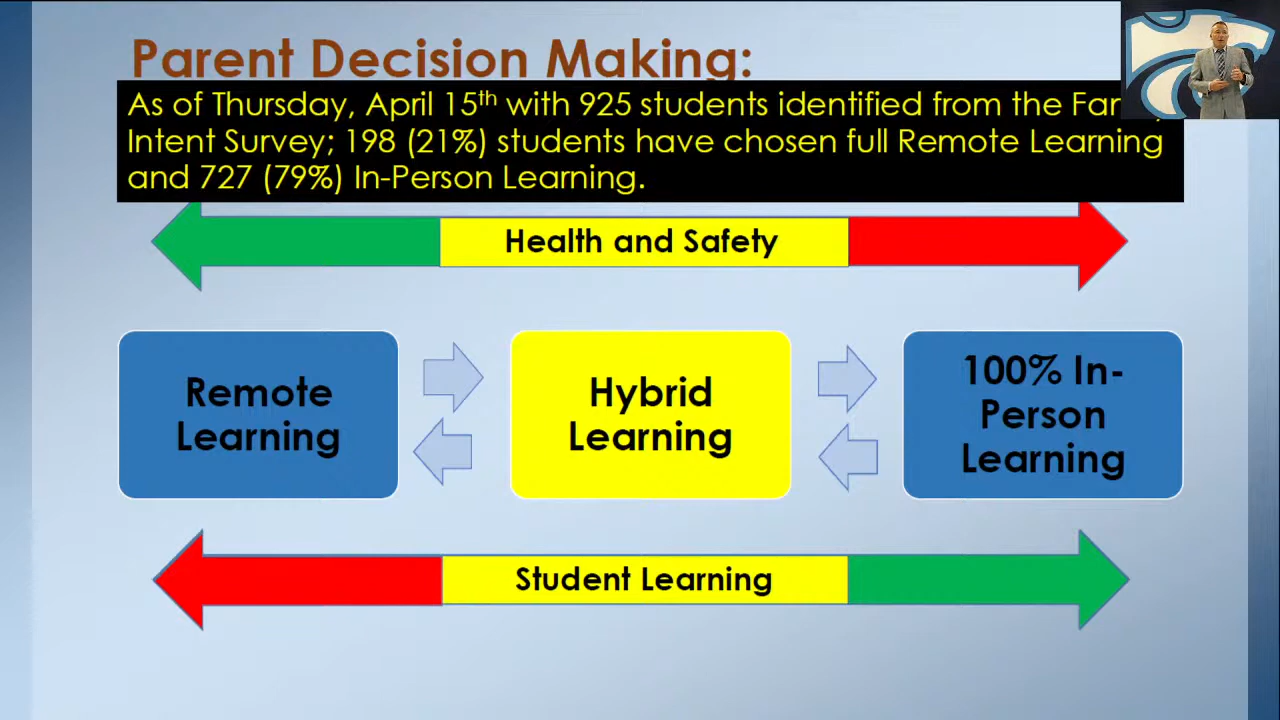 Parent Decision Making:
As of Thursday, April 15th with 925 students identified from the
Intent Survey; 198 (21%) students have chosen full Remote Learning
and 727 (79%) In-Person Learning.
Health and Safety
Remote
Learning
Hybrid
Learning
100% In-
Person
Learning
Student Learning